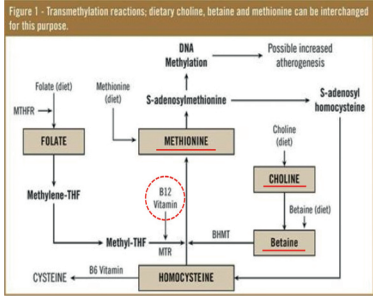 Figure 1 - Transmethylation reactions; dietary choline, betaine and methionine can be interchanged
for this purpose.
DNA
Methylation
Possible increased
atherogenesis
Folate (diet)
Methionine
(diet)
S-adenosylmethionine
S-adenosyl
homocysteine
MTHFR
FOLATE
METHIONINE
Choline
(diet)
CHOLINE
Methylene-THF
B12
Vitamin
Betaine (diet)
Methyl-THF
BHMT
Betaine
MTR
CYSTEINE
B6 Vitamin
HOMOCYSTEINE